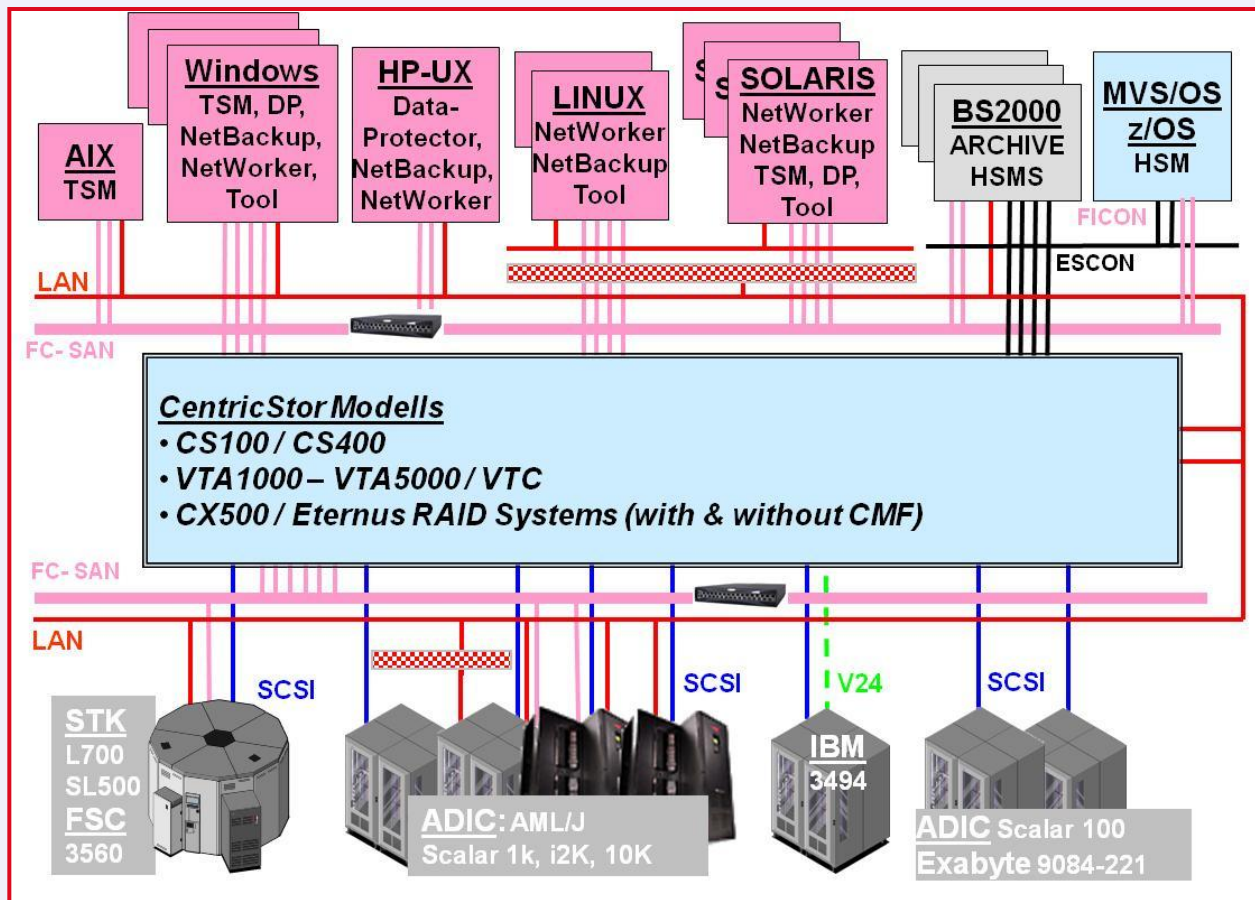 AIX
TSM
Windows
TSM, DP,
NetBackup,
NetWorker,
Tool
HP-UX
Data-
Protector,
NetBackup,
NetWorker
LINUX
NetWorker
NetBackup
Tool
S
S
SOLARIS
NetWorker
NetBackup
TSM, DP,
Tool
BS2000
ARCHIVE
HSMS
MVS/OS
z/OS
HSM
FICON
ESCON
LAN
FC- SAN
CentricStor Modells
• CS100 / CS400
• VTA1000 – VTA5000 / VTC
• CX500 / Eternus RAID Systems (with & without CMF)
FC- SAN
LAN
SCSI
SCSI
V24
SCSI
STK
L700
SL500
FSC
3560
ADIC: AML/J
Scalar 1k, i2K, 10K
IBM
3494
ADIC Scalar 100
Exabyte 9084-221